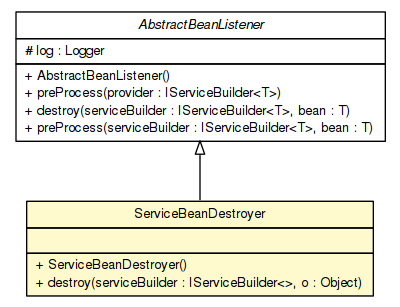 AbstractBeanListener
# log : Logger
+ AbstractBeanListener()
+ preProcess(provider : IServiceBuilder<T>)
+ destroy(serviceBuilder : IServiceBuilder<T>, bean : T)
+ preProcess(serviceBuilder : IServiceBuilder<T>, bean : T)
ServiceBeanDestroyer
+ ServiceBeanDestroyer()
+ destroy(serviceBuilder : IServiceBuilder<>, o : Object)